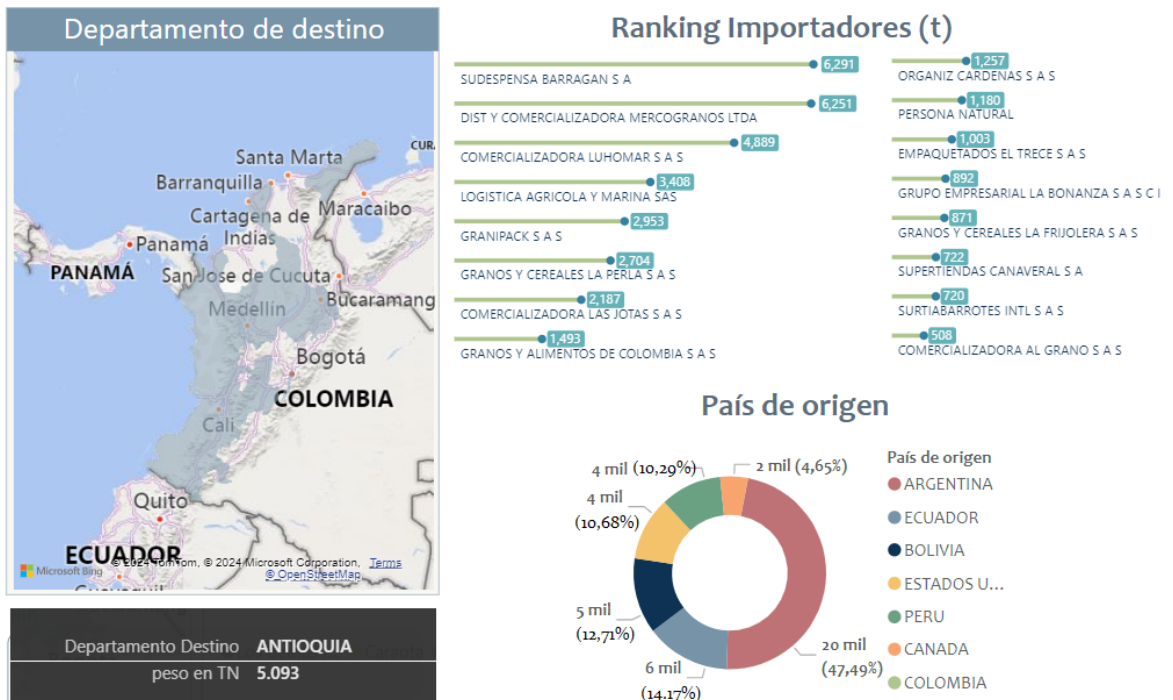 Departamento de destino
Santa Marta
CUR
Barranquilla
Cartagena de
Indias
Maracaibo
Panamá
PANAMÁ
San Jose de Cucuta
Bucaramang
Medellín
Bogotá
COLOMBIA
Cali
Quito
ECUADOR
Microsoft Bing
© 2024 TomTom, © 2024 Microsoft Corporation, Terms
© OpenStreetMap
Departamento Destino ANTIOQUIA
peso en TN 5.093
Ranking Importadores (t)
6,291
SUDESPENSA BARRAGAN S A
6,251
DIST Y COMERCIALIZADORA MERCOGRANOS LTDA
4,889
COMERCIALIZADORA LUHOMAR S A S
3,408
LOGISTICA AGRICOLA Y MARINA SAS
2,953
GRANIPACK S A S
2,704
GRANOS Y CEREALES LA PERLA S A S
2,187
COMERCIALIZADORA LAS JOTAS S A S
1,493
GRANOS Y ALIMENTOS DE COLOMBIA S A S
1,257
ORGANIZ CARDENAS S A S
1,180
PERSONA NATURAL
1,003
EMPAQUETADOS EL TRECE S A S
892
GRUPO EMPRESARIAL LA BONANZA S A S C I
871
GRANOS Y CEREALES LA FRIJOLERA S A S
722
SUPERTIENDAS CANAVERAL S A
720
SURTIABARROTES INTL S A S
508
COMERCIALIZADORA AL GRANO S A S
País de origen
4 mil (10,29%)
2 mil (4,65%)
4 mil
(10,68%)
5 mil
(12,71%)
6 mil
(14,17%)
20 mil
(47,49%)
País de origen
ARGENTINA
ECUADOR
BOLIVIA
ESTADOS U...
PERU
CANADA
COLOMBIA